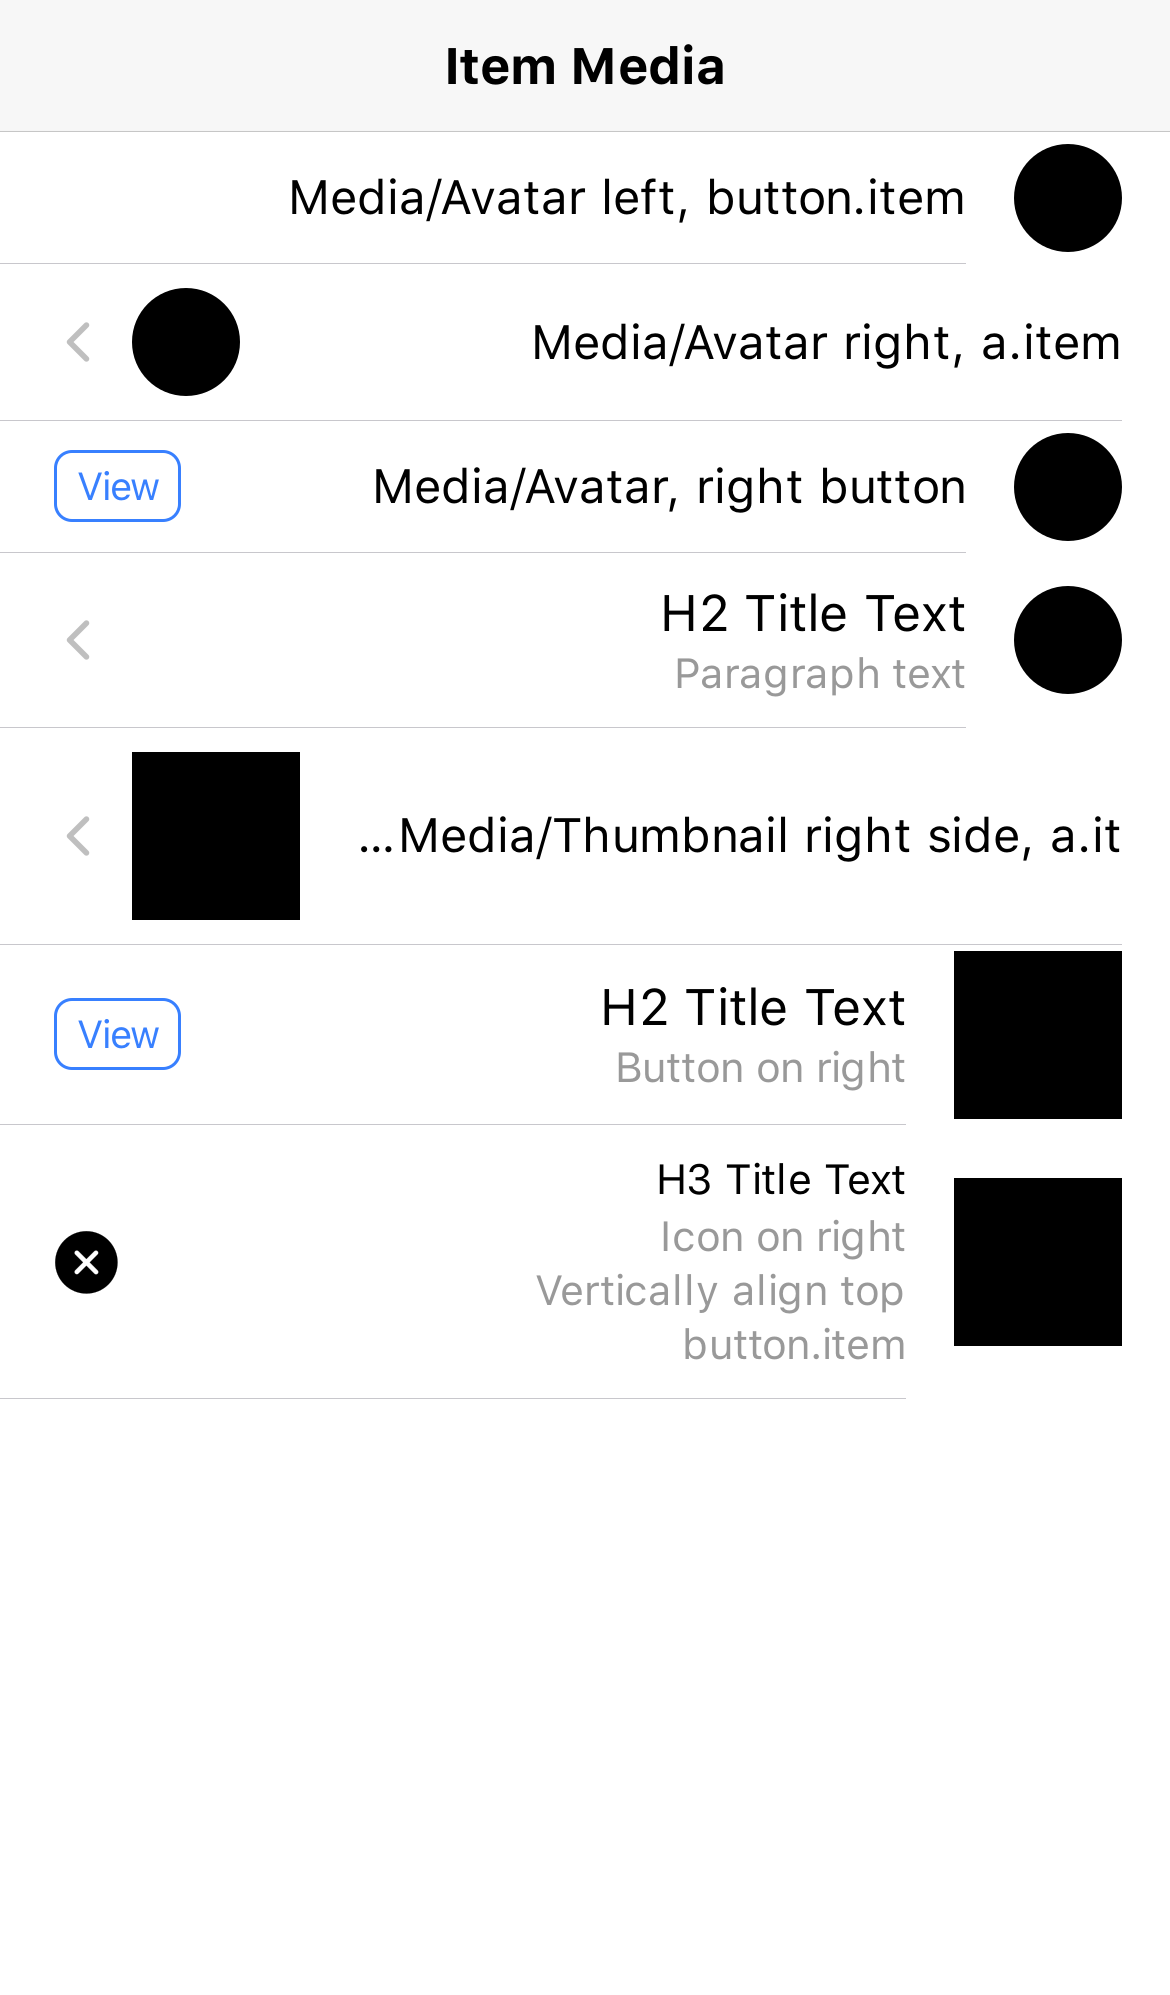 Item Media
Media/Avatar left, button.item
Media/Avatar right, a.item
View
Media/Avatar, right button
H2 Title Text
Paragraph text
...Media/Thumbnail right side, a.it
View
H2 Title Text
Button on right
H3 Title Text
Icon on right
Vertically align top
button.item